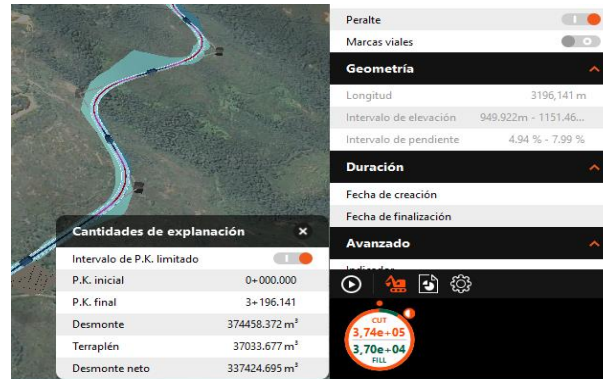 Peralte
Marcas viales
Geometría
Longitud 3196,141 m
Intervalo de elevación 949.922m - 1151.46...
Intervalo de pendiente 4.94 % - 7.99 %
Duración
Fecha de creación
Fecha de finalización
Avanzado
Indicador
Cantidades de explanación
Intervalo de P.K. limitado
P.K. inicial 0+000.000
P.K. final 3+196.141
Desmonte 374458.372 m³
Terraplén 37033.677 m³
Desmonte neto 337424.695 m³
CUT
3,74e+05
3,70e+04
FILL